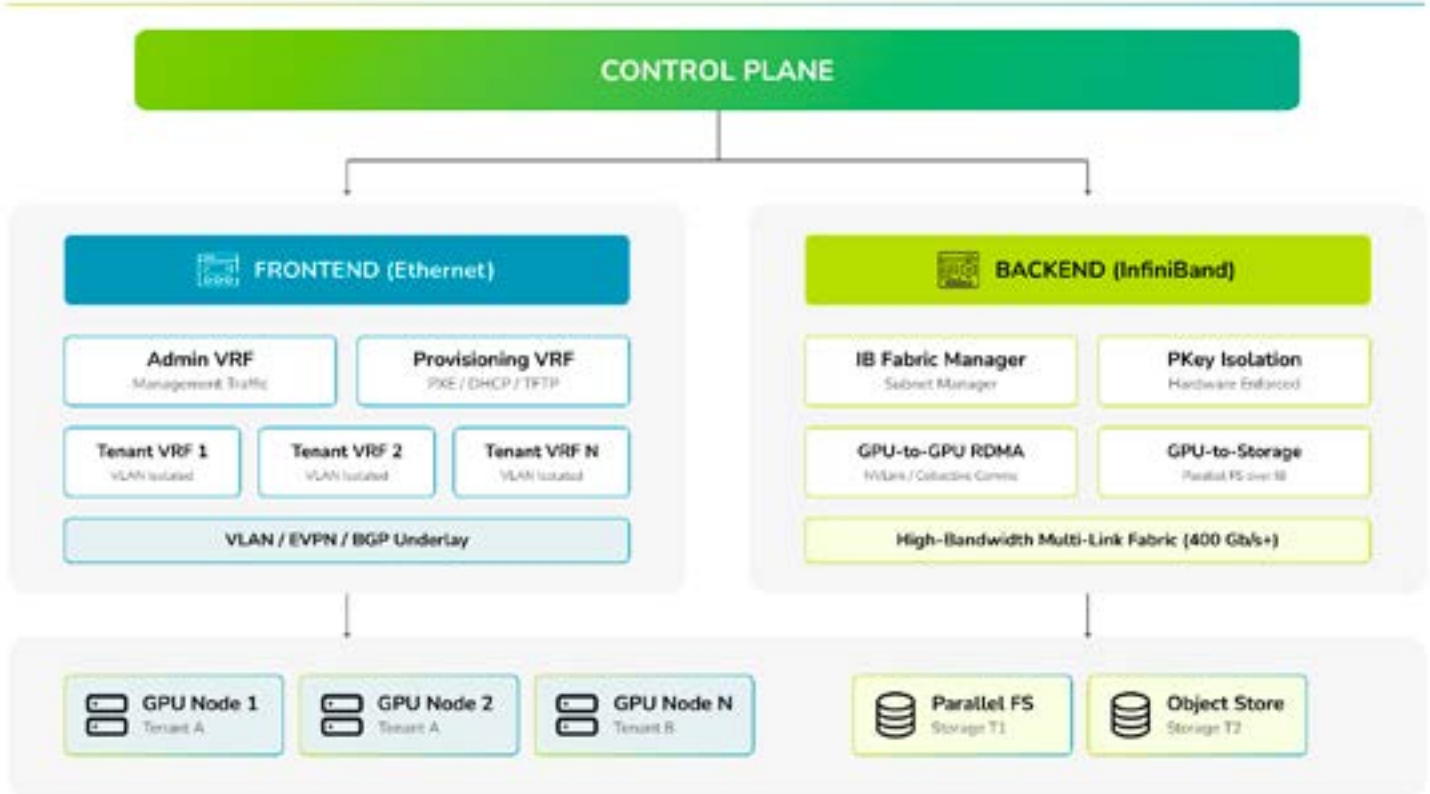 CONTROL PLANE
FRONTEND (Ethernet)
Admin VRF
Management Traffic
Provisioning VRF
PXE / DHCP / TFTP
Tenant VRF 1
VLAN Isolated
Tenant VRF 2
VLAN Isolated
Tenant VRF N
VLAN Isolated
VLAN / EVPN / BGP Underlay
BACKEND (InfiniBand)
IB Fabric Manager
Subnet Manager
PKey Isolation
Hardware Enforced
GPU-to-GPU RDMA
NVLink / Collective Comms
GPU-to-Storage
Parallel FS over IB
High-Bandwidth Multi-Link Fabric (400 Gb/s+)
GPU Node 1
Tenant A
GPU Node 2
Tenant A
GPU Node N
Tenant B
Parallel FS
Storage T1
Object Store
Storage T2